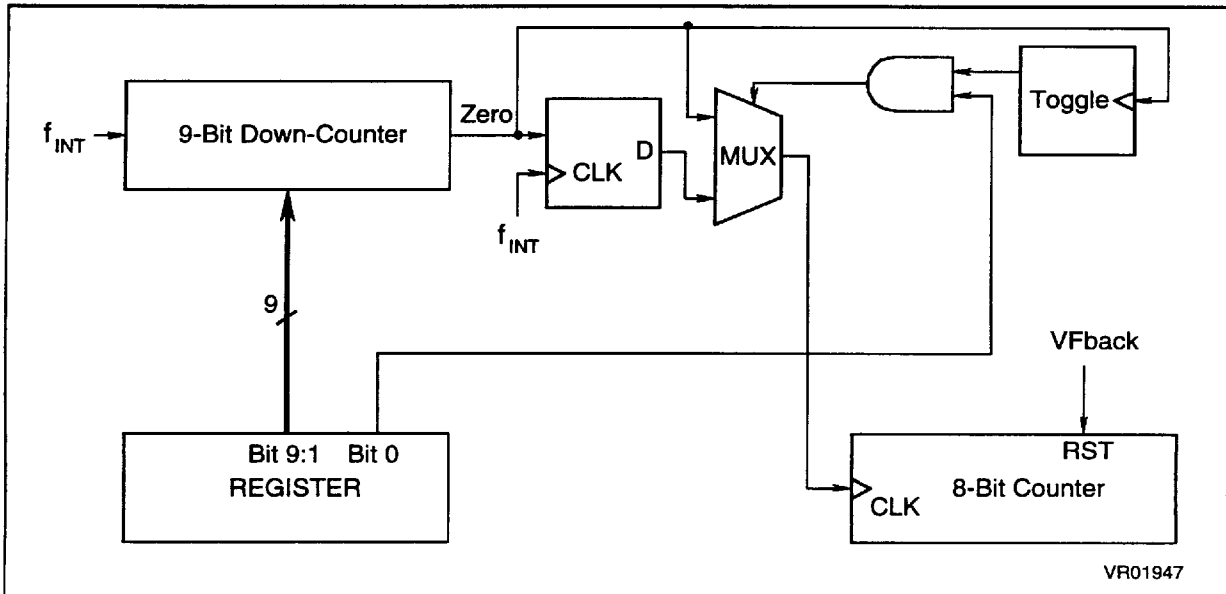 Zero
Toggle
f INT
9-Bit Down-Counter
D
CLK
MUX
f INT
9
VFback
Bit 9:1 Bit 0
REGISTER
RST
CLK
8-Bit Counter
VR01947